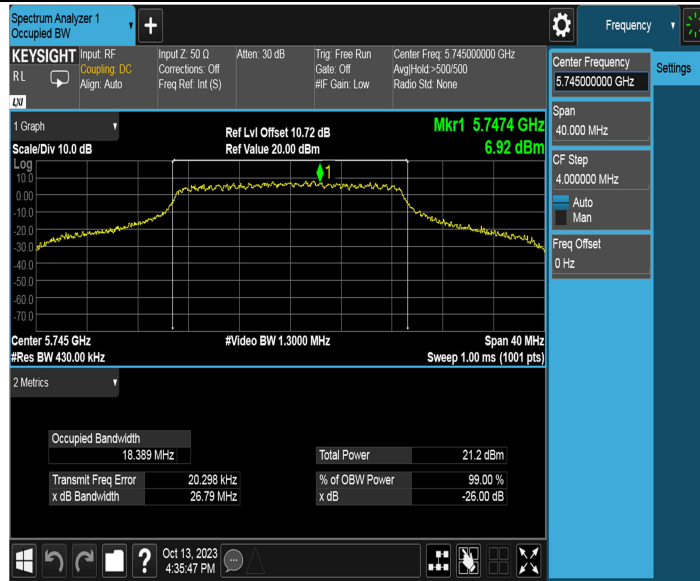 Spectrum Analyzer 1
Occupied BW
+
Frequency
KEYSIGHT
RL
LXI
Input: RF
Coupling: DC
Align: Auto
Input Z: 50 Ω
Corrections: Off
Freq Ref: Int (S)
Atten: 30 dB
Trig: Free Run
Gate: Off
#IF Gain: Low
Center Freq: 5.745000000 GHz
Avg|Hold:>500/500
Radio Std: None
Center Frequency
5.745000000 GHz
Settings
Span
40.000 MHz
CF Step
4.000000 MHz
Auto
Man
Freq Offset
0 Hz
1 Graph
Scale/Div 10.0 dB
Ref Lvl Offset 10.72 dB
Ref Value 20.00 dBm
Mkr1 5.7474 GHz
6.92 dBm
Log
10.0
0.00
-10.0
-20.0
-30.0
-40.0
-50.0
-60.0
-70.0
1
Center 5.745 GHz
#Res BW 430.00 kHz
#Video BW 1.3000 MHz
Span 40 MHz
Sweep 1.00 ms (1001 pts)
2 Metrics
Occupied Bandwidth
18.389 MHz
Total Power 21.2 dBm
Transmit Freq Error 20.298 kHz
% of OBW Power 99.00 %
x dB Bandwidth 26.79 MHz
x dB -26.00 dB
?
Oct 13, 2023
4:35:47 PM